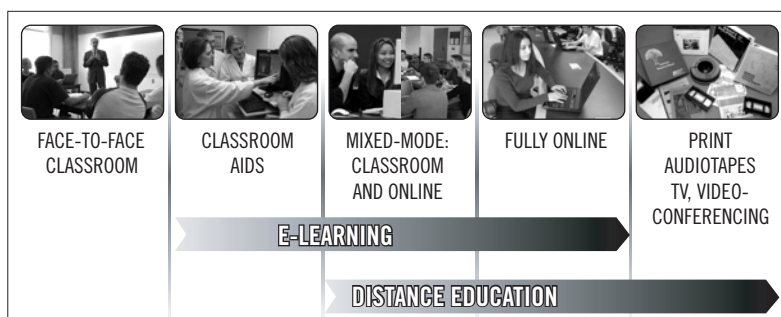 FACE-TO-FACE
CLASSROOM
CLASSROOM
AIDS
MIXED-MODE:
CLASSROOM
AND ONLINE
FULLY ONLINE
PRINT
AUDIOTAPES
TV, VIDEO-
CONFERENCING
E-LEARNING
DISTANCE EDUCATION